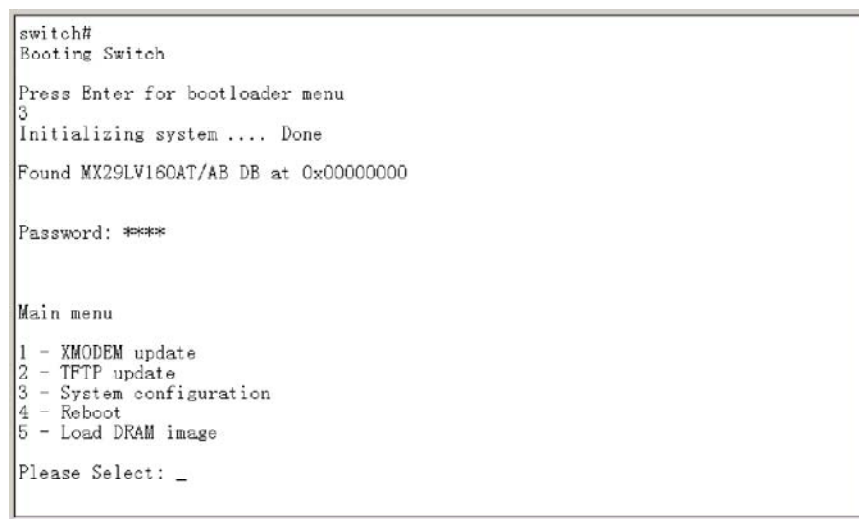 switch#
Booting Switch
Press Enter for bootloader menu
3
Initializing system .... Done
Found MX29LV160AT/AB DB at 0x00000000
Password: ****
Main menu
1 - XMODEM update
2 - TFTP update
3 - System configuration
4 - Reboot
5 - Load DRAM image
Please Select: _